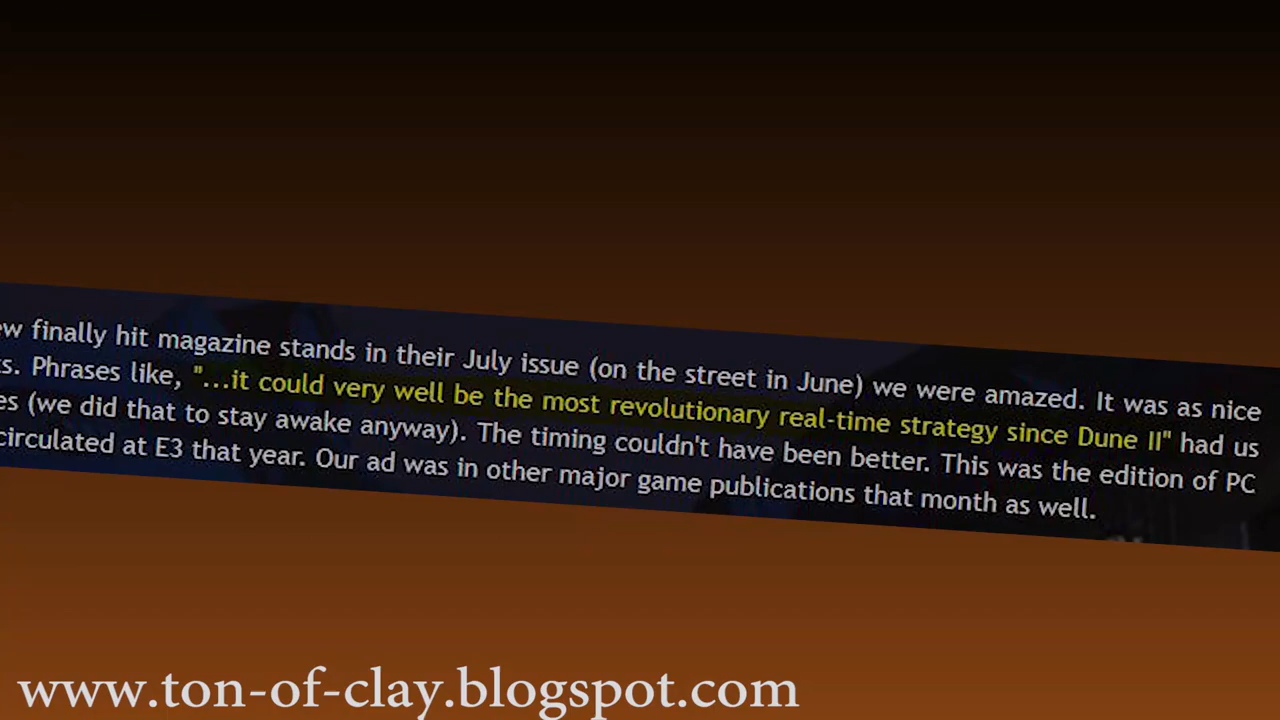 finally hit magazine stands in their July issue (on the street in June) we were amazed. It was as nice
Phrases like, "...it could very well be the most revolutionary real-time strategy since Dune II" had us
(we did that to stay awake anyway). The timing couldn't have been better. This was the edition of PC
circulated at E3 that year. Our ad was in other major game publications that month as well.
www.ton-of-clay.blogspot.com